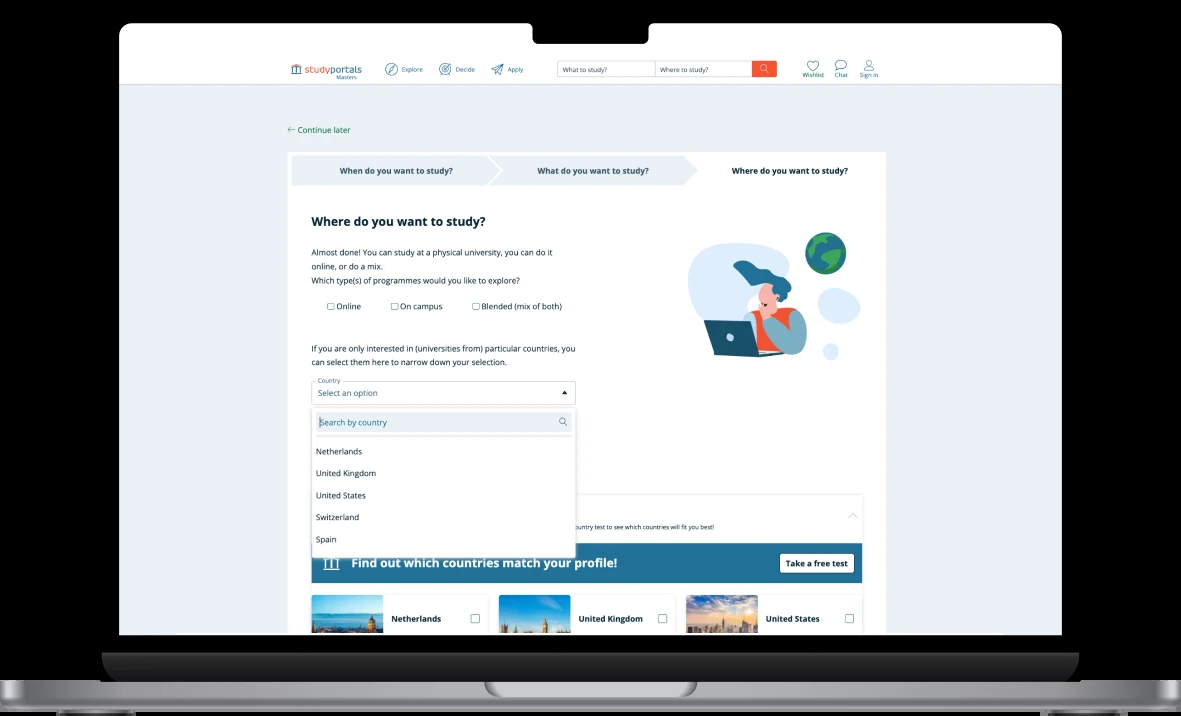 studyportals
Masters
Explore
Decide
Apply
What to study?
Where to study?
Wishlist
Chat
Sign in
← Continue later
When do you want to study?
What do you want to study?
Where do you want to study?
Where do you want to study?
Almost done! You can study at a physical university, you can do it
online, or do a mix.
Which type(s) of programmes would you like to explore?
Online
On campus
Blended (mix of both)
If you are only interested in (universities from) particular countries, you
can select them here to narrow down your selection.
Country
Select an option
Search by country
Netherlands
United Kingdom
United States
Switzerland
Spain
ountry test to see which countries will fit you best!
Find out which countries match your profile!
Take a free test
Netherlands
United Kingdom
United States